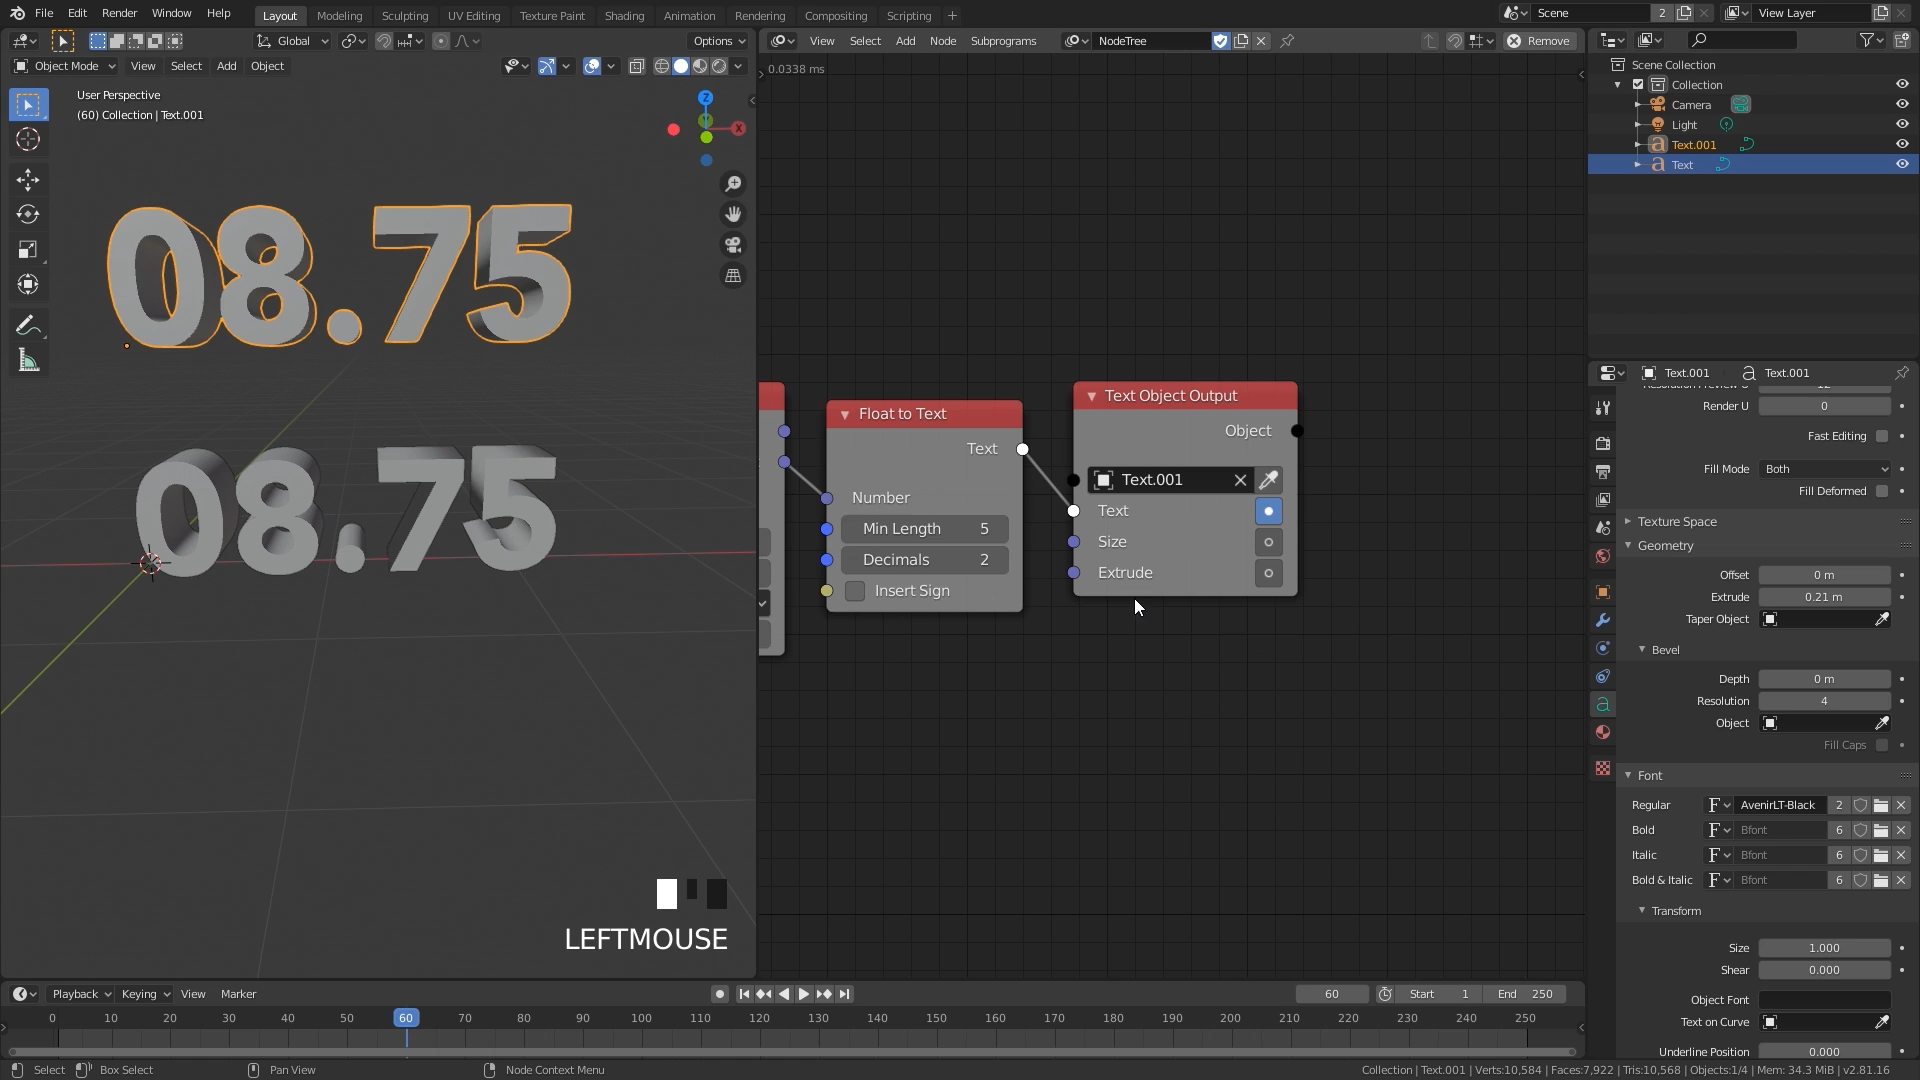 File Edit Render Window Help Layout Modeling Sculpting UV Editing Texture Paint Shading Animation Rendering Compositing Scripting + Scene 2 View Layer
Global Options
Object Mode View Select Add Object
User Perspective
(60) Collection | Text.001
Z
Y
X
08.75
08.75
LEFTMOUSE
View Select Add Node Subprograms NodeTree Remove
0.0338 ms
Float to Text
Text
Number
Min Length 5
Decimals 2
Insert Sign
Text Object Output
Object
Text.001
Text
Size
Extrude
Scene Collection
Collection
Camera
Light
Text.001
Text
Text.001 Text.001
Render U 0
Fast Editing
Fill Mode Both
Fill Deformed
Texture Space
Geometry
Offset 0 m
Extrude 0.21 m
Taper Object
Bevel
Depth 0 m
Resolution 4
Object
Fill Caps
Font
Regular AvenirLT-Black 2
Bold Bfont 6
Italic Bfont 6
Bold & Italic Bfont 6
Transform
Size 1.000
Shear 0.000
Object Font
Text on Curve
Underline Position 0.000
Playback Keying View Marker 60 Start 1 End 250
0 10 20 30 40 50 60 70 80 90 100 110 120 130 140 150 160 170 180 190 200 210 220 230 240 250
Select Box Select Pan View Node Context Menu
Collection | Text.001 | Verts:10,584 | Faces:7,922 | Tris:10,568 | Objects:1/4 | Mem: 34.3 MiB | v2.81.16